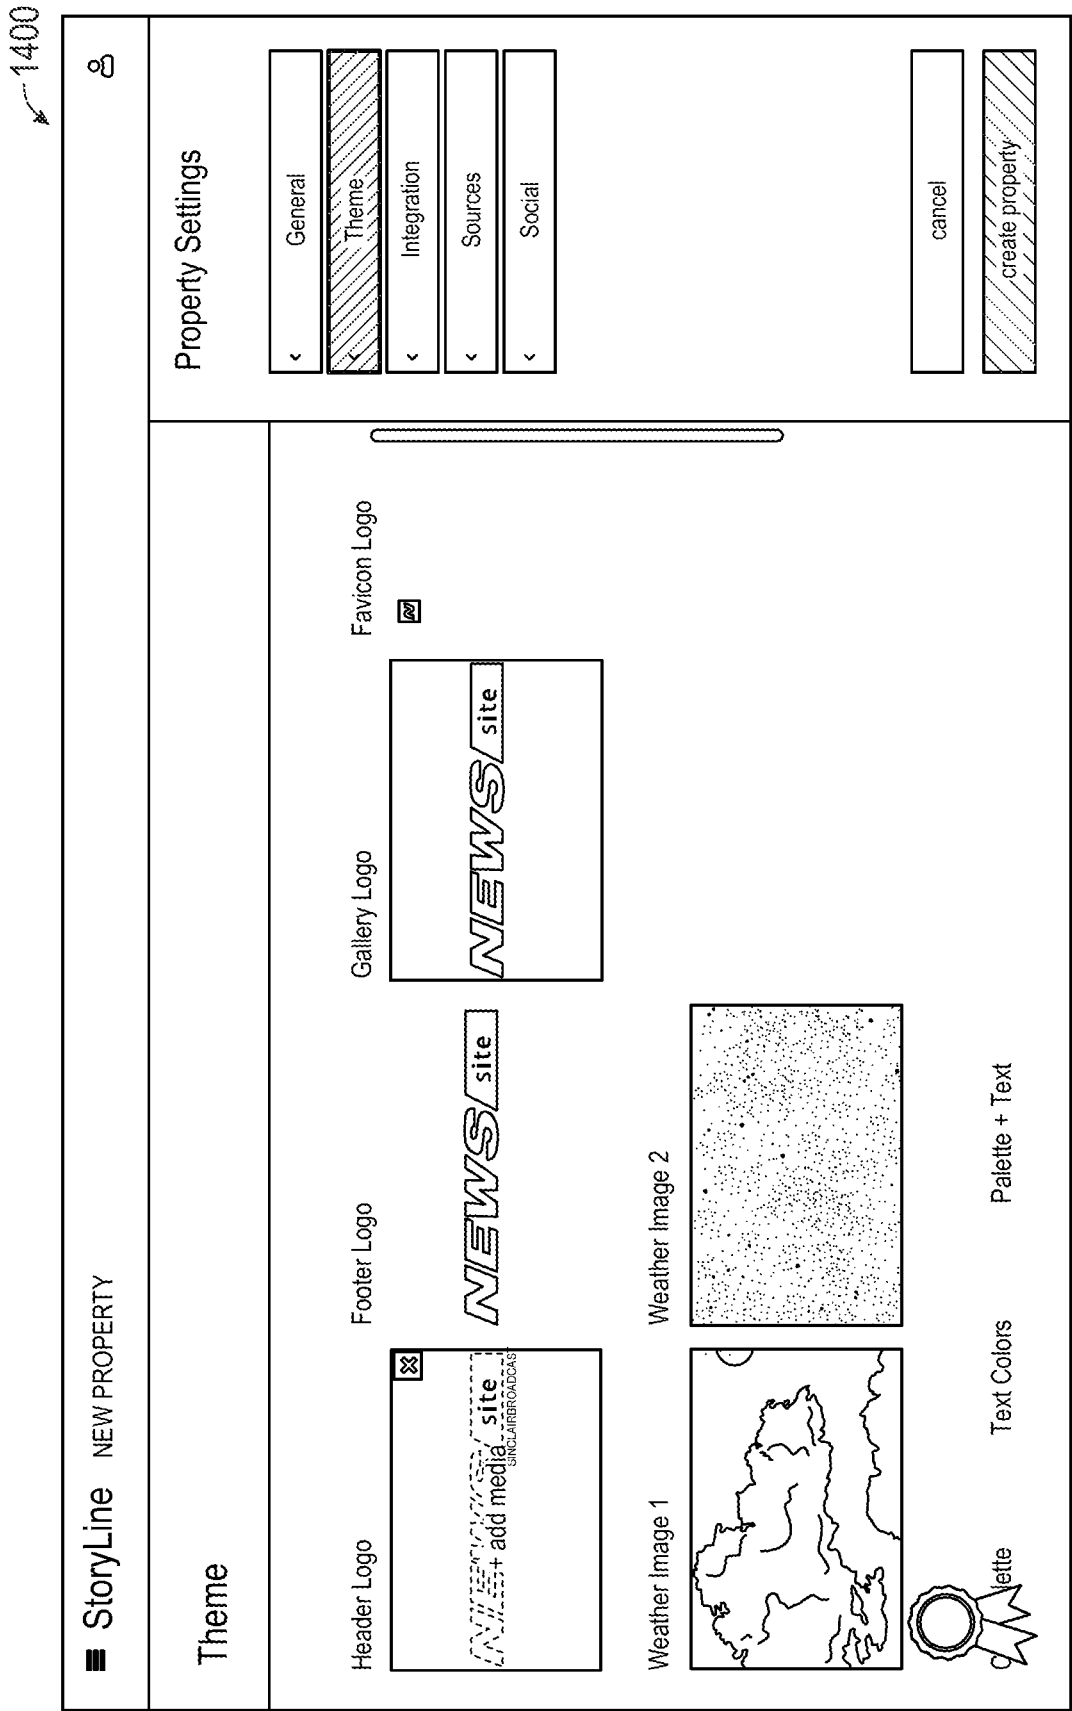 1400
StoryLine NEW PROPERTY
Theme
Property Settings
Header Logo
Footer Logo
Gallery Logo
Favicon Logo
NEWS site
+ add media
SINCLAIRBROADCAST
NEWS site
NEWS site
N
Weather Image 1
Weather Image 2
Text Colors
Palette + Text
General
Theme
Integration
Sources
Social
cancel
create property